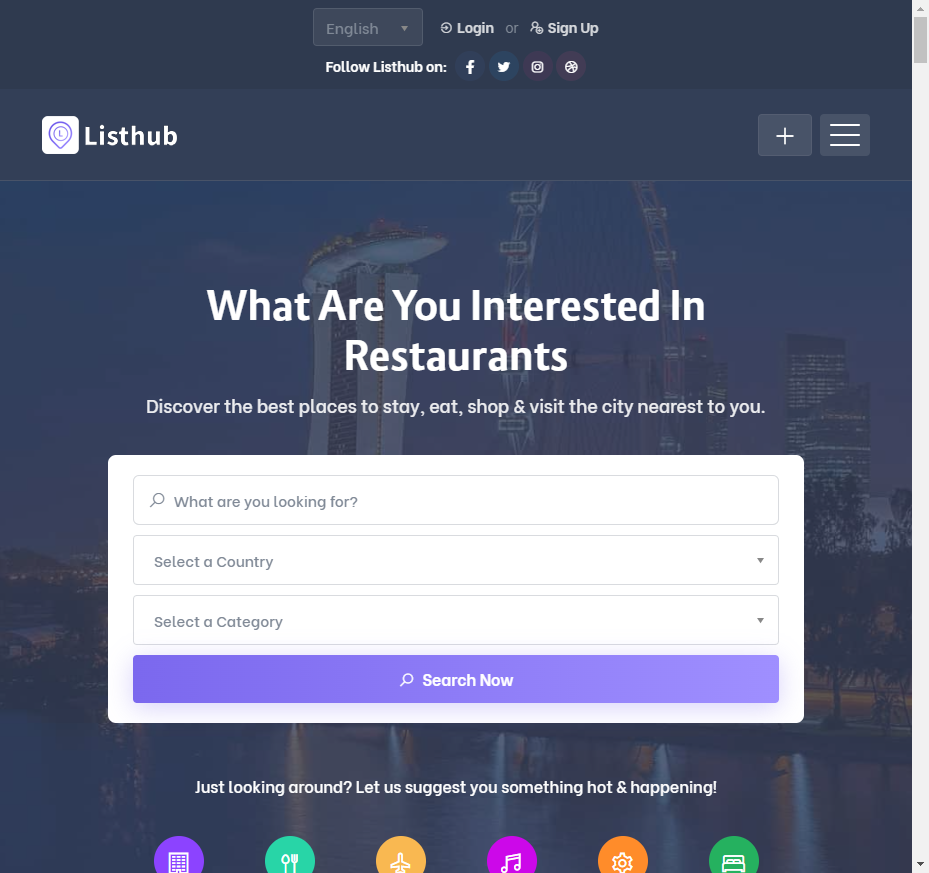 English
Login or Sign Up
Follow Listhub on:
L Listhub
What Are You Interested In
Restaurants
Discover the best places to stay, eat, shop & visit the city nearest to you.
What are you looking for?
Select a Country
Select a Category
Search Now
Just looking around? Let us suggest you something hot & happening!